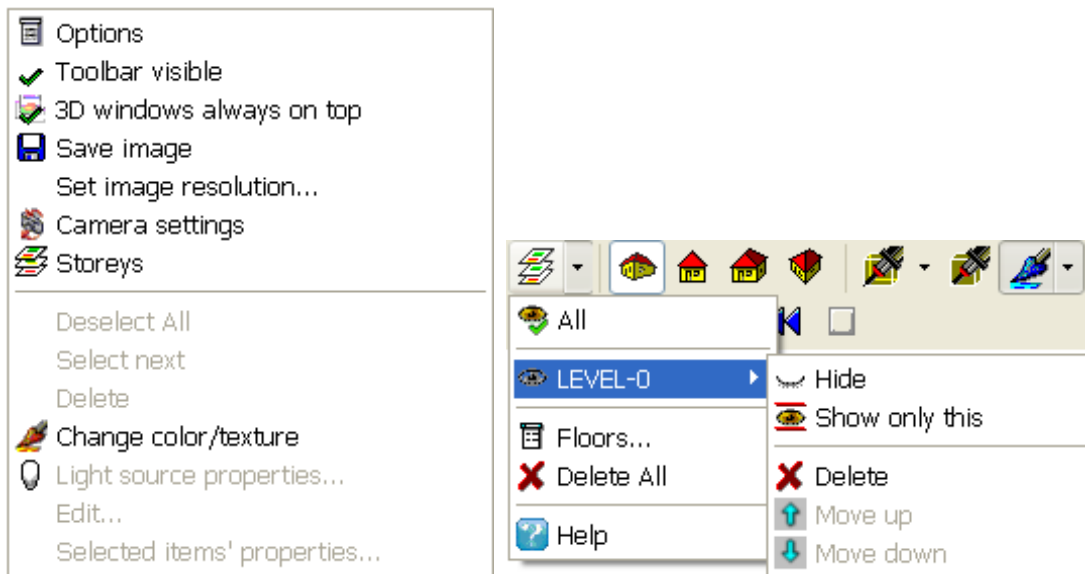 Options
Toolbar visible
3D windows always on top
Save image
Set image resolution...
Camera settings
Storeys
Deselect All
Select next
Delete
Change color/texture
Light source properties...
Edit...
Selected items' properties...
All
LEVEL-0
Floors...
Delete All
Help
Hide
Show only this
Delete
Move up
Move down